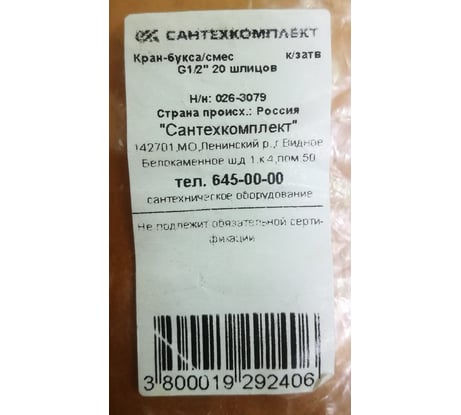 САНТЕХКОМПЛЕКТ
Кран-букса/смес к/затв
G1/2" 20 шлицов
Н/н: 026-3079
Страна происх.: Россия
"Сантехкомплект"
142701,МО,Ленинский р.,г.Видное
Белокаменное ш,д.1,к.4,пом.50
тел. 645-00-00
сантехническое оборудование
Не подлежит обязательной серти-
фикации
3 800019 292406